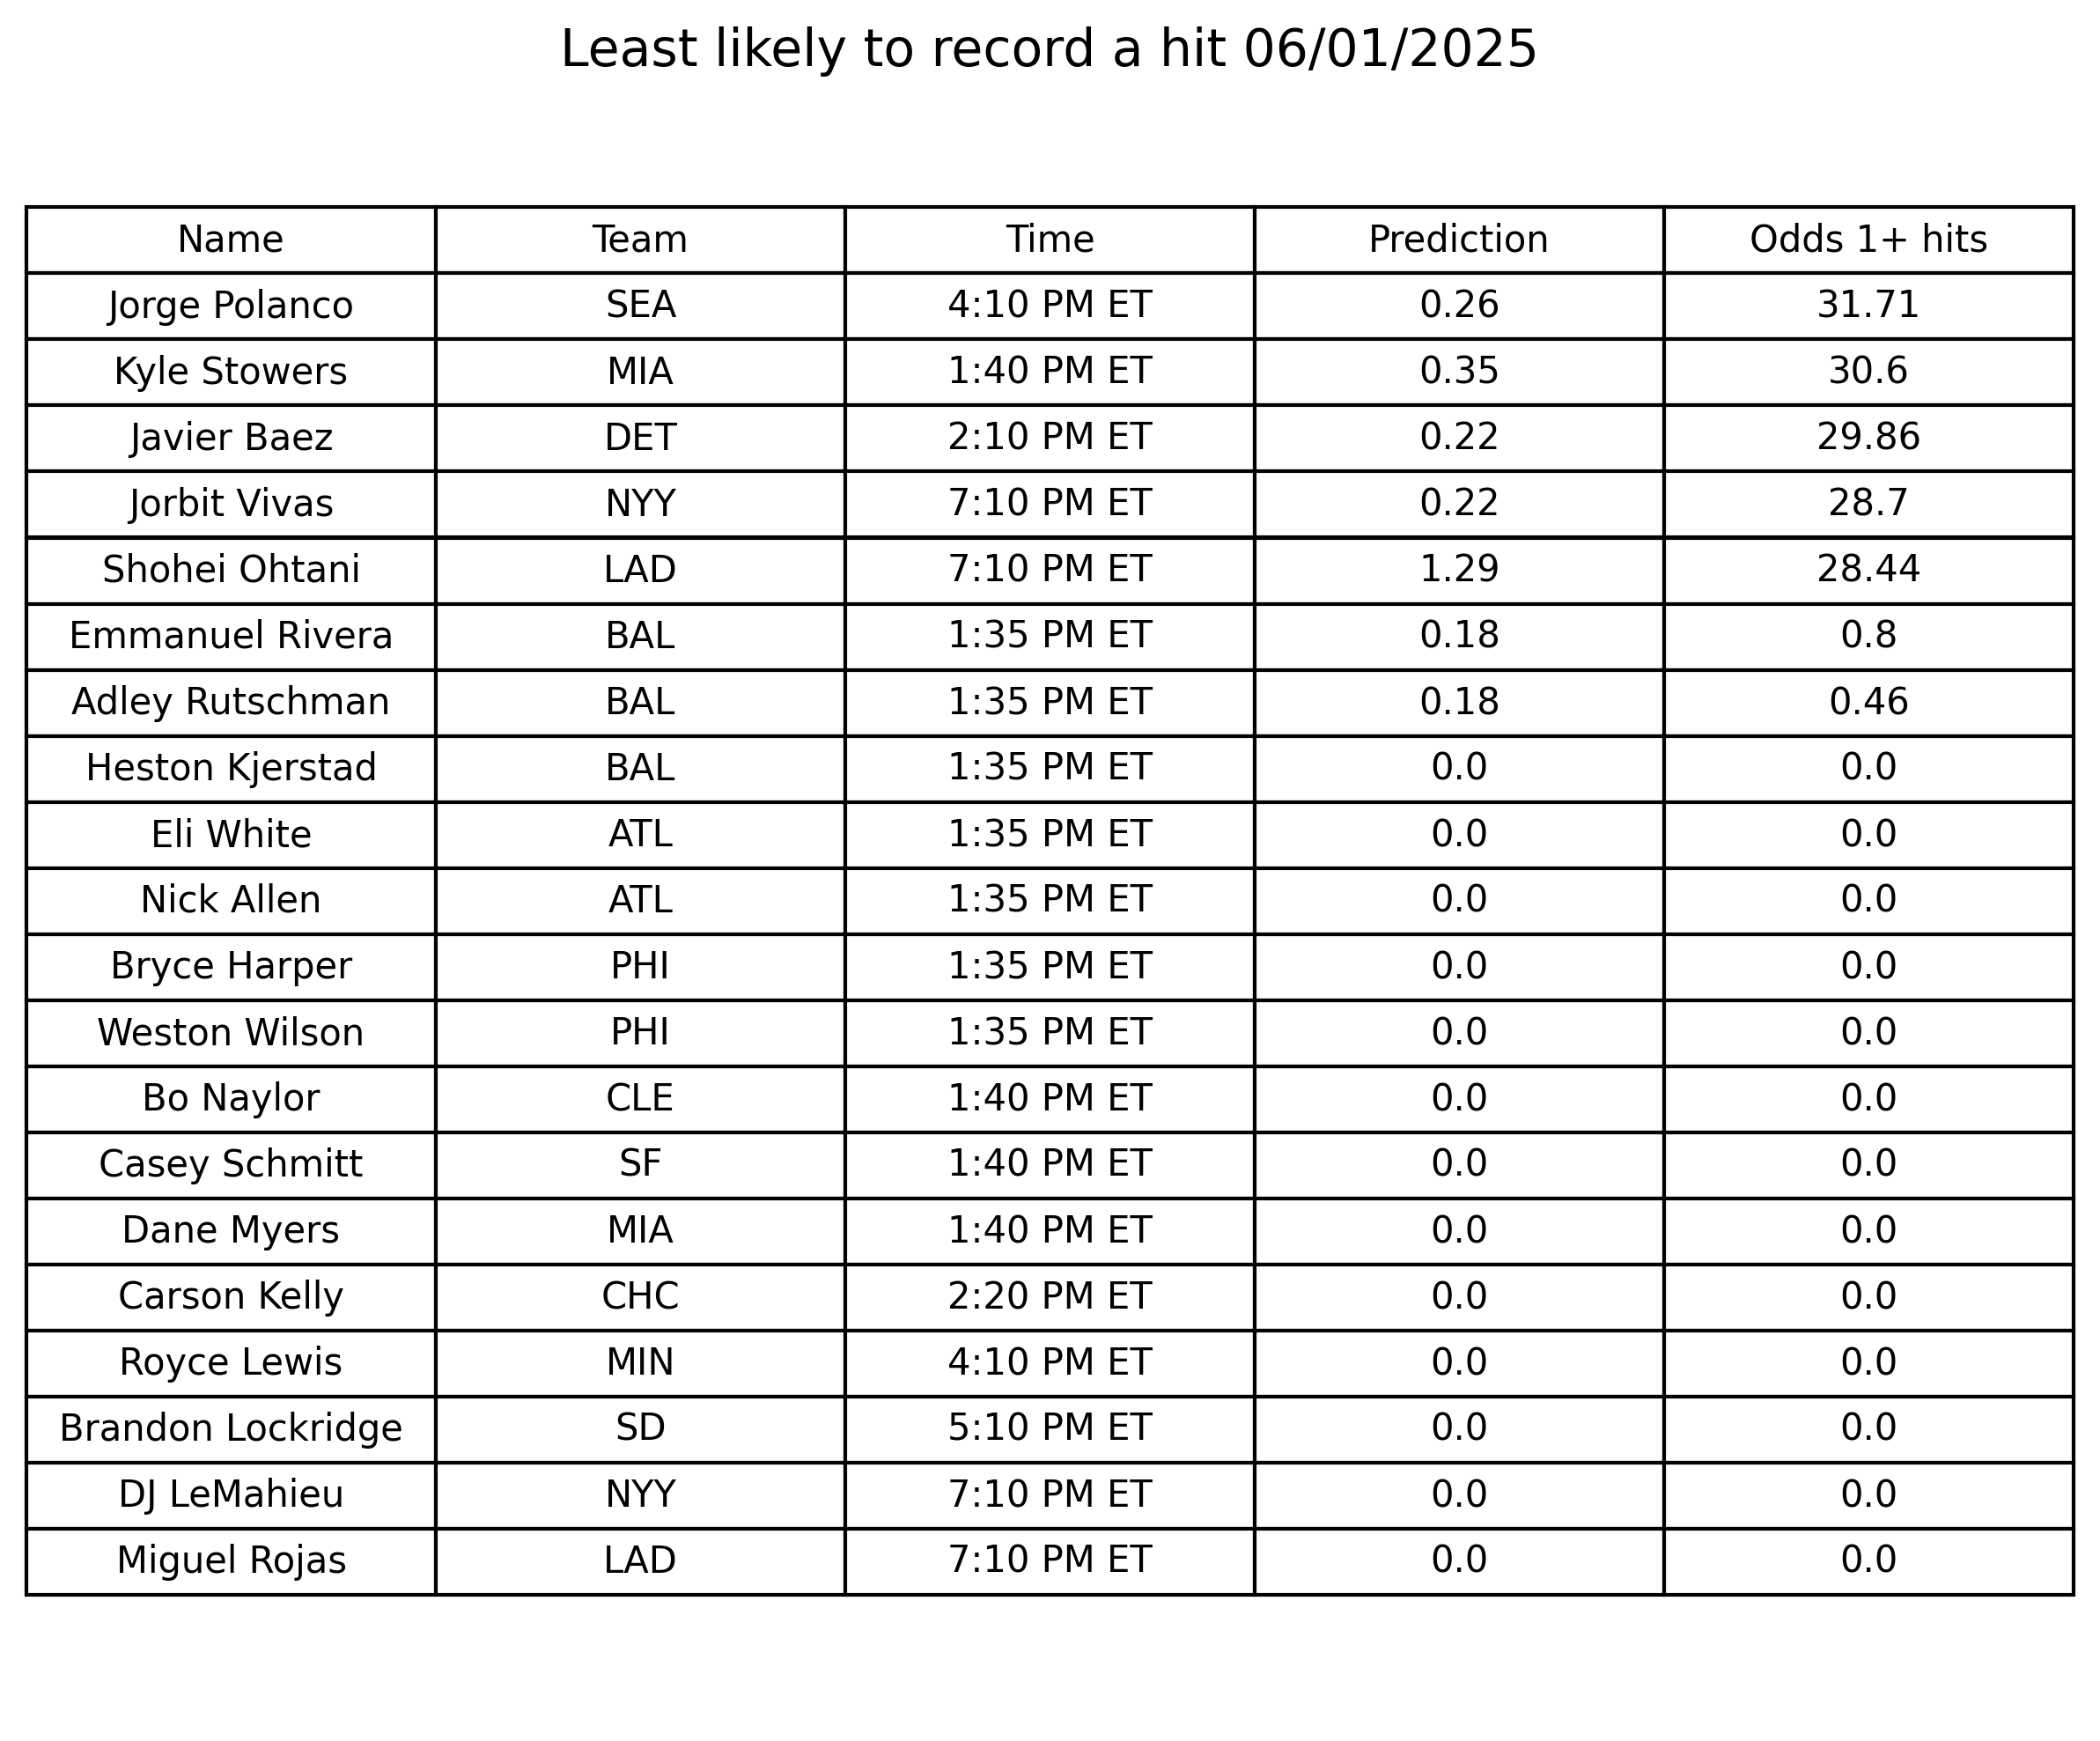 Least likely to record a hit 06/01/2025
Name Team Time Prediction Odds 1+ hits
Jorge Polanco SEA 4:10 PM ET 0.26 31.71
Kyle Stowers MIA 1:40 PM ET 0.35 30.6
Javier Baez DET 2:10 PM ET 0.22 29.86
Jorbit Vivas NYY 7:10 PM ET 0.22 28.7
Shohei Ohtani LAD 7:10 PM ET 1.29 28.44
Emmanuel Rivera BAL 1:35 PM ET 0.18 0.8
Adley Rutschman BAL 1:35 PM ET 0.18 0.46
Heston Kjerstad BAL 1:35 PM ET 0.0 0.0
Eli White ATL 1:35 PM ET 0.0 0.0
Nick Allen ATL 1:35 PM ET 0.0 0.0
Bryce Harper PHI 1:35 PM ET 0.0 0.0
Weston Wilson PHI 1:35 PM ET 0.0 0.0
Bo Naylor CLE 1:40 PM ET 0.0 0.0
Casey Schmitt SF 1:40 PM ET 0.0 0.0
Dane Myers MIA 1:40 PM ET 0.0 0.0
Carson Kelly CHC 2:20 PM ET 0.0 0.0
Royce Lewis MIN 4:10 PM ET 0.0 0.0
Brandon Lockridge SD 5:10 PM ET 0.0 0.0
DJ LeMahieu NYY 7:10 PM ET 0.0 0.0
Miguel Rojas LAD 7:10 PM ET 0.0 0.0